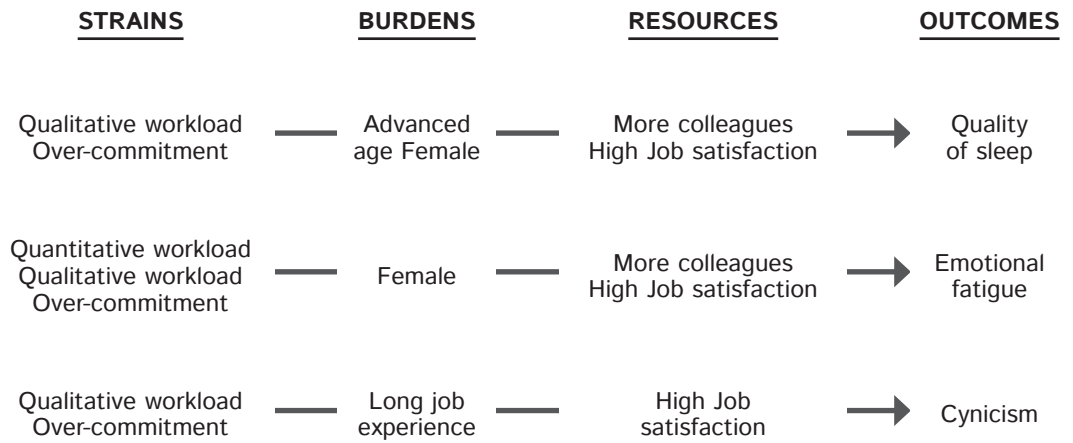 STRAINS BURDENS RESOURCES OUTCOMES
Qualitative workload
Over-commitment
Advanced
age Female
More colleagues
High Job satisfaction
Quality
of sleep
Quantitative workload
Qualitative workload
Over-commitment
Female
More colleagues
High Job satisfaction
Emotional
fatigue
Qualitative workload
Over-commitment
Long job
experience
High Job
satisfaction
Cynicism